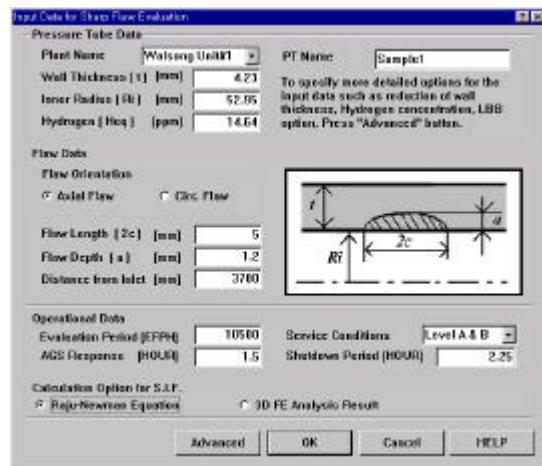 Input Data for Sharp Flaw Evaluation
Pressure Tube Data
Plant Name Wolsong Unit#1
PT Name Sample1
Wall Thickness ( t ) [mm] 4.23
Inner Radius ( Ri ) [mm] 52.95
Hydrogen ( Heq ) [ppm] 14.64
To specify more detailed options for the
input data such as reduction of wall
thickness, Hydrogen concentration, LBB
option, Press "Advanced" button.
Flaw Data
Flaw Orientation
Axial Flaw Circ. Flaw
Flaw Length ( 2c ) [mm] 5
Flaw Depth ( a ) [mm] 1.2
Distance from Inlet [mm] 3700
t
a
2c
Ri
Operational Data
Evaluation Period [EFPH] 10500
Service Conditions Level A & B
AGS Response [HOUR] 1.5
Shutdown Period [HOUR] 2.25
Calculation Option for S.I.F.
Raju-Newman Equation 3D FE Analysis Result
Advanced OK Cancel HELP